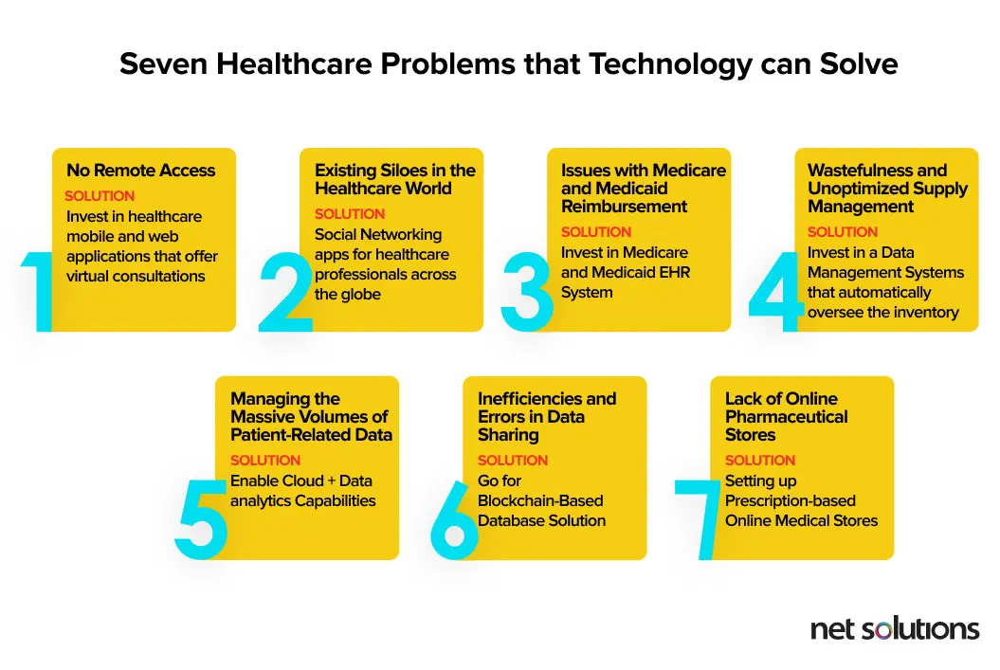 Seven Healthcare Problems that Technology can Solve
1
No Remote Access
SOLUTION
Invest in healthcare
mobile and web
applications that offer
virtual consultations
2
Existing Siloes in the
Healthcare World
SOLUTION
Social Networking
apps for healthcare
professionals across
the globe
3
Issues with Medicare
and Medicaid
Reimbursement
SOLUTION
Invest in Medicare
and Medicaid EHR
System
4
Wastefulness and
Unoptimized Supply
Management
SOLUTION
Invest in a Data
Management Systems
that automatically
oversee the inventory
5
Managing the
Massive Volumes of
Patient-Related Data
SOLUTION
Enable Cloud + Data
analytics Capabilities
6
Inefficiencies and
Errors in Data
Sharing
SOLUTION
Go for
Blockchain-Based
Database Solution
7
Lack of Online
Pharmaceutical
Stores
SOLUTION
Setting up
Prescription-based
Online Medical Stores
net solutions